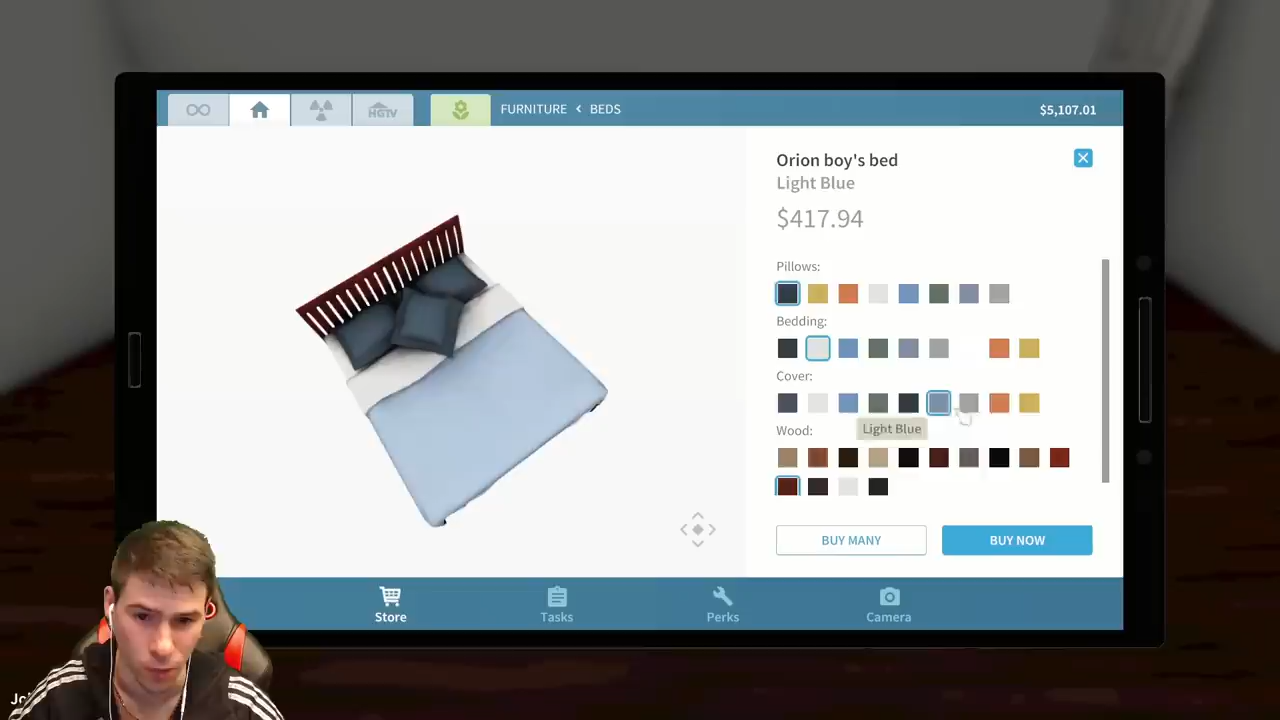 HGTV
FURNITURE < BEDS
$5,107.01
Orion boy's bed
Light Blue
$417.94
Pillows:
Bedding:
Cover:
Light Blue
Wood:
BUY MANY
BUY NOW
Store
Tasks
Perks
Camera